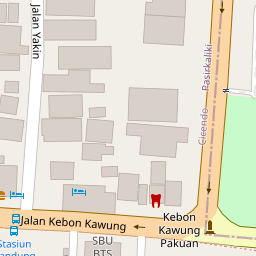 Jalan Yakin
Pasirkaliki
Cicendo
Jalan Kebon Kawung
Kebon
Kawung
Pakuan
Stasiun
SBU
BTS